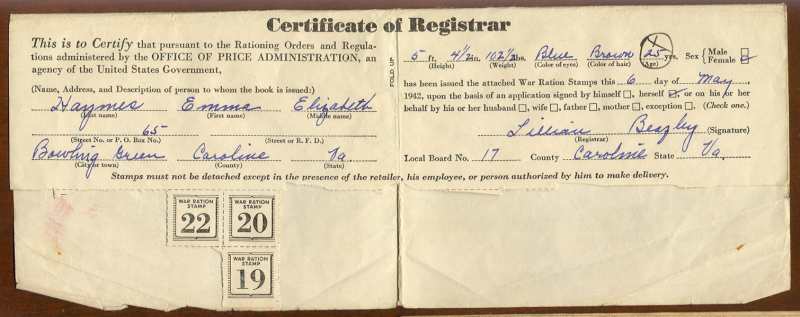 Certificate of Registrar
This is to Certify that pursuant to the Rationing Orders and Regula-
tions administered by the OFFICE OF PRICE ADMINISTRATION, an
agency of the United States Government,
(Name, Address, and Description of person to whom the book is issued:)
Haymes Emma Elizabeth
(Last name) (First name) (Middle name)
65
(Street No. or P. O. Box No.) (Street or R. F. D.)
Bowling Green Caroline Va.
(City or town) (County) (State)
FOLD UP
5 ft. 4½ in. 102½ lbs. Blue Brown 25 yrs. Sex Male
Female
(Height) (Weight) (Color of eyes) (Color of hair) (Age)
has been issued the attached War Ration Stamps this 6 day of May
1942, upon the basis of an application signed by himself, herself, or on his or her
behalf by his or her husband, wife, father, mother, exception. (Check one.)
Lillian Beazley (Signature)
(Registrar)
Local Board No. 17 County Caroline State Va.
Stamps must not be detached except in the presence of the retailer, his employee, or person authorized by him to make delivery.
WAR RATION STAMP 22
WAR RATION STAMP 20
WAR RATION STAMP 19